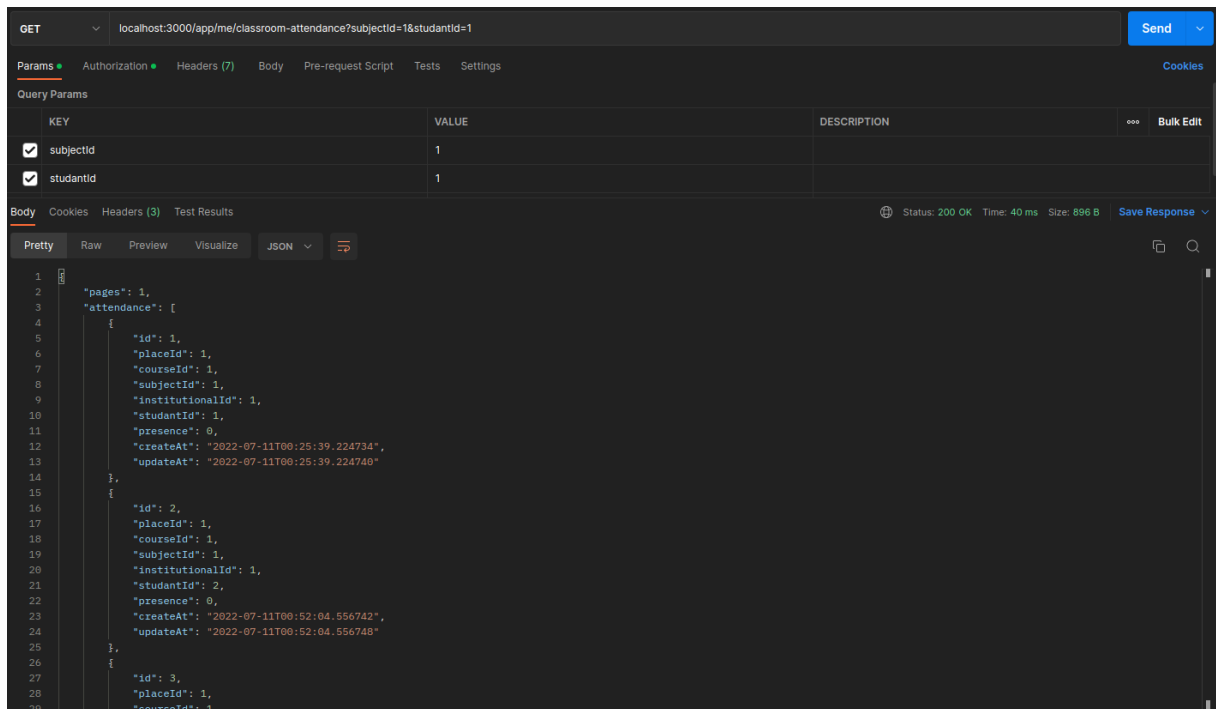 GET localhost:3000/app/me/classroom-attendance?subjectId=1&studantId=1 Send
Params Authorization Headers (7) Body Pre-request Script Tests Settings Cookies
Query Params
KEY VALUE DESCRIPTION ooo Bulk Edit
subjectId 1
studantId 1
Body Cookies Headers (3) Test Results Status: 200 OK Time: 40 ms Size: 896 B Save Response
Pretty Raw Preview Visualize JSON
1 {
2 "pages": 1,
3 "attendance": [
4 {
5 "id": 1,
6 "placeId": 1,
7 "courseId": 1,
8 "subjectId": 1,
9 "institutionalId": 1,
10 "studantId": 1,
11 "presence": 0,
12 "createAt": "2022-07-11T00:25:39.224734",
13 "updateAt": "2022-07-11T00:25:39.224740"
14 },
15 {
16 "id": 2,
17 "placeId": 1,
18 "courseId": 1,
19 "subjectId": 1,
20 "institutionalId": 1,
21 "studantId": 2,
22 "presence": 0,
23 "createAt": "2022-07-11T00:52:04.556742",
24 "updateAt": "2022-07-11T00:52:04.556748"
25 },
26 {
27 "id": 3,
28 "placeId": 1,
29 "courseId": 1